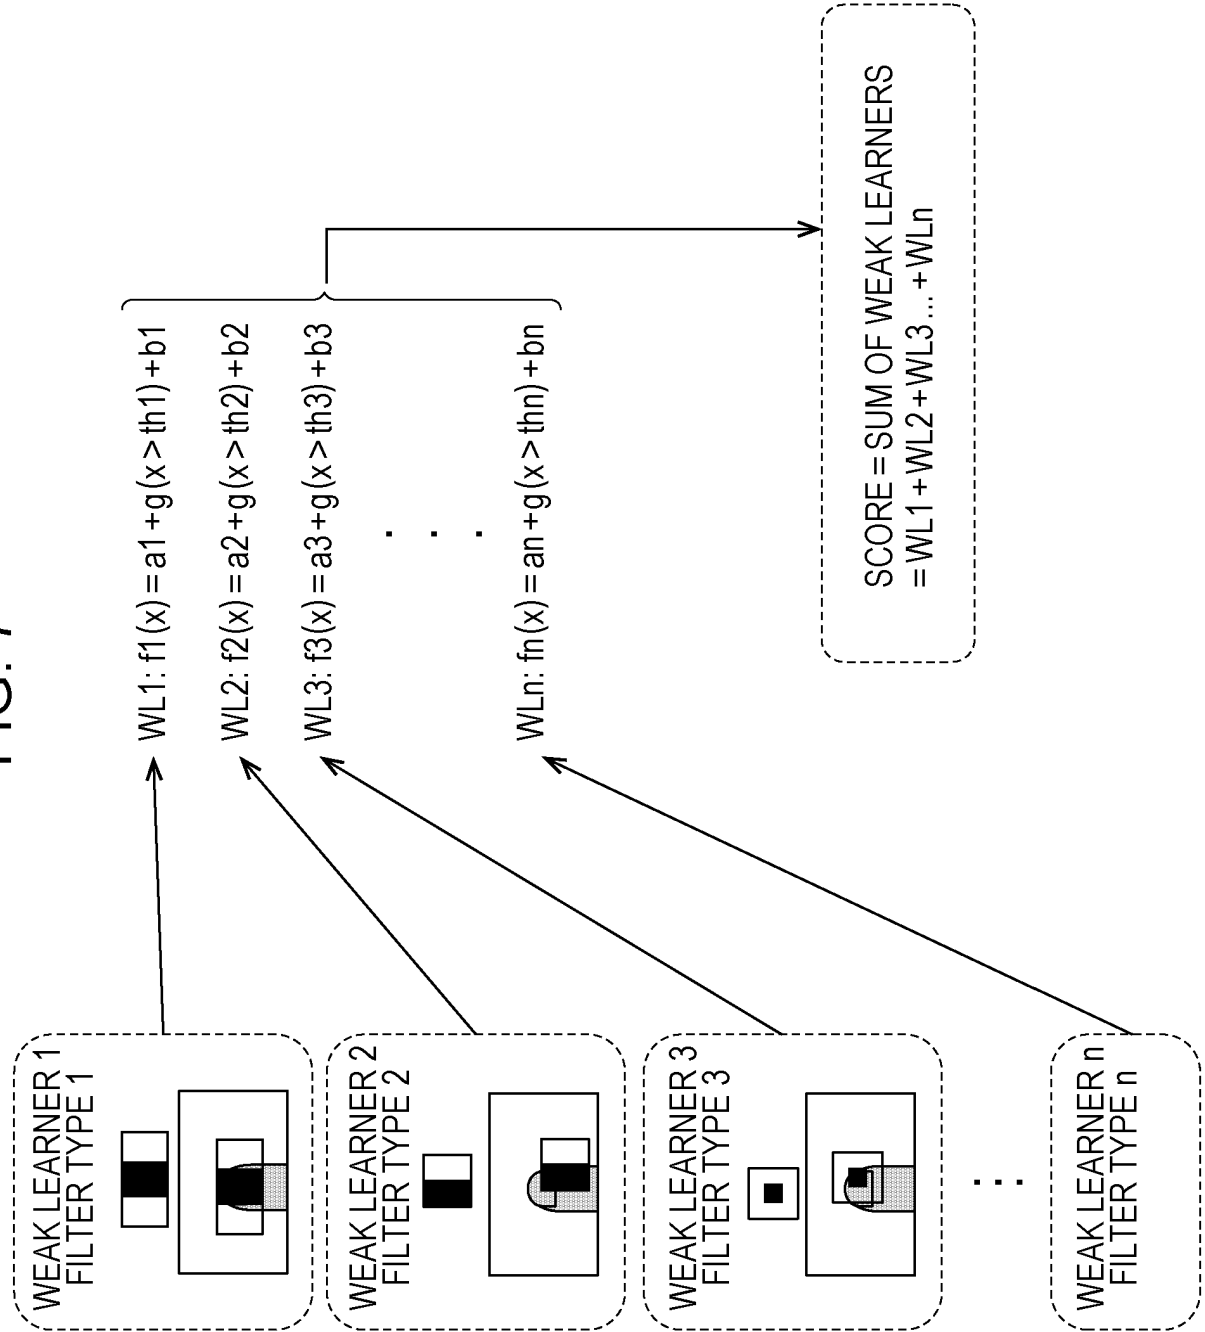 FIG. 7
WEAK LEARNER 1
FILTER TYPE 1
WEAK LEARNER 2
FILTER TYPE 2
WEAK LEARNER 3
FILTER TYPE 3
. . .
WEAK LEARNER n
FILTER TYPE n
WL1: f1(x) = a1+g(x > th1) +b1
WL2: f2(x) = a2+g(x > th2) +b2
WL3: f3(x) = a3+g(x > th3) +b3
. . .
WLn: fn(x) = an+g(x > thn) +bn
SCORE = SUM OF WEAK LEARNERS
= WL1+WL2+WL3... +WLn